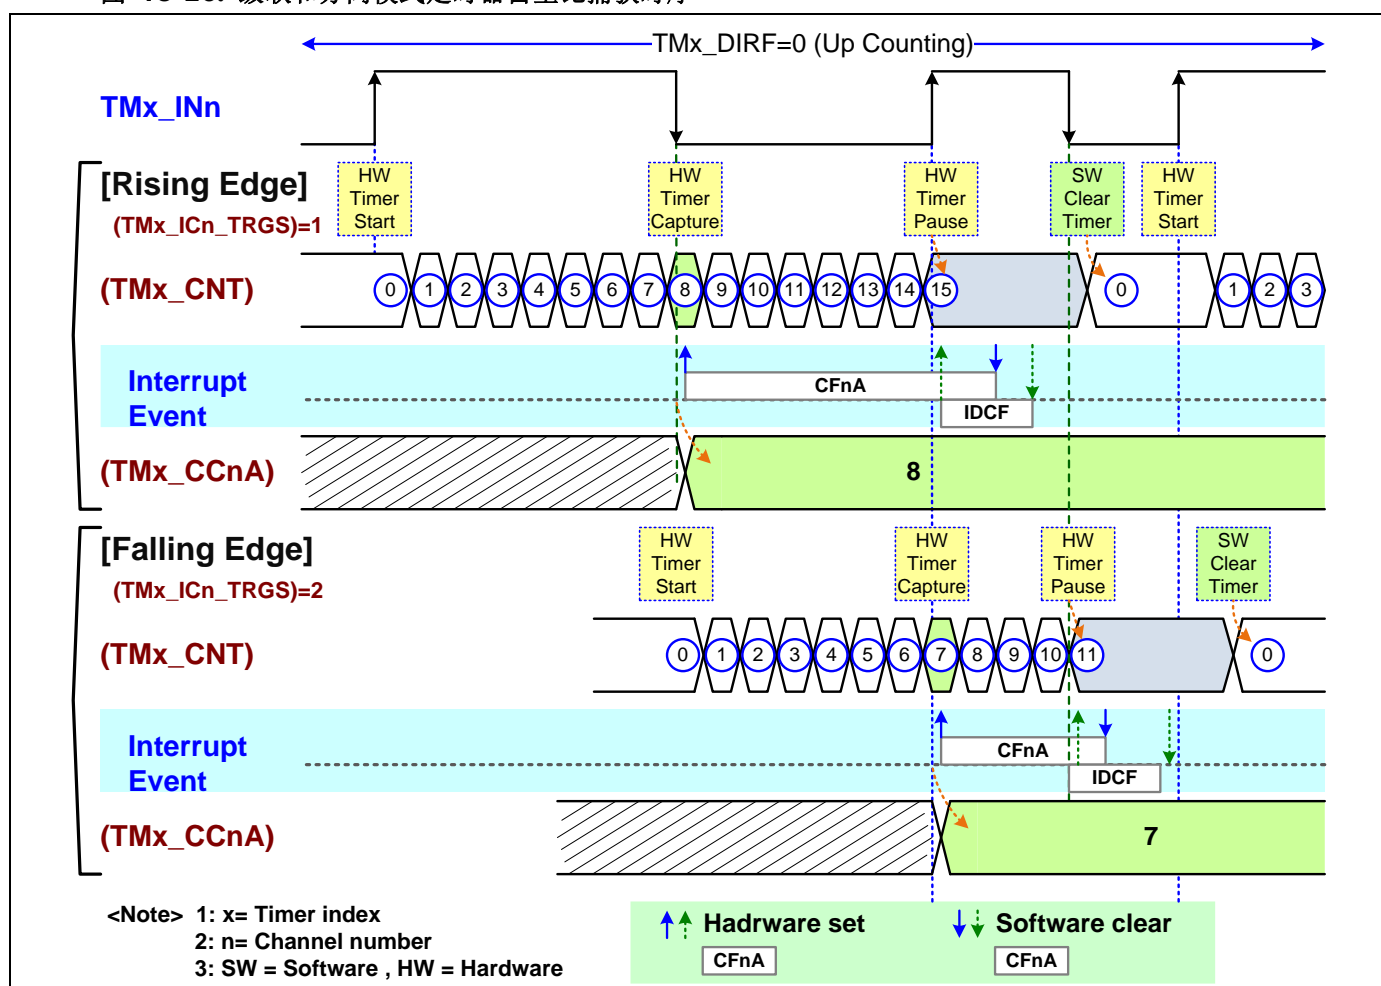 TMx_DIRF=0 (Up Counting)
TMx_INn
[Rising Edge]
(TMx_ICn_TRGS)=1
HW Timer Start
HW Timer Capture
HW Timer Pause
SW Clear Timer
HW Timer Start
(TMx_CNT)
0 1 2 3 4 5 6 7 8 9 10 11 12 13 14 15 0 1 2 3
Interrupt Event
CFnA
IDCF
(TMx_CCnA)
8
[Falling Edge]
(TMx_ICn_TRGS)=2
HW Timer Start
HW Timer Capture
HW Timer Pause
SW Clear Timer
(TMx_CNT)
0 1 2 3 4 5 6 7 8 9 10 11 0
Interrupt Event
CFnA
IDCF
(TMx_CCnA)
7
<Note> 1: x= Timer index
2: n= Channel number
3: SW = Software , HW = Hardware
Hadrware set
CFnA
Software clear
CFnA